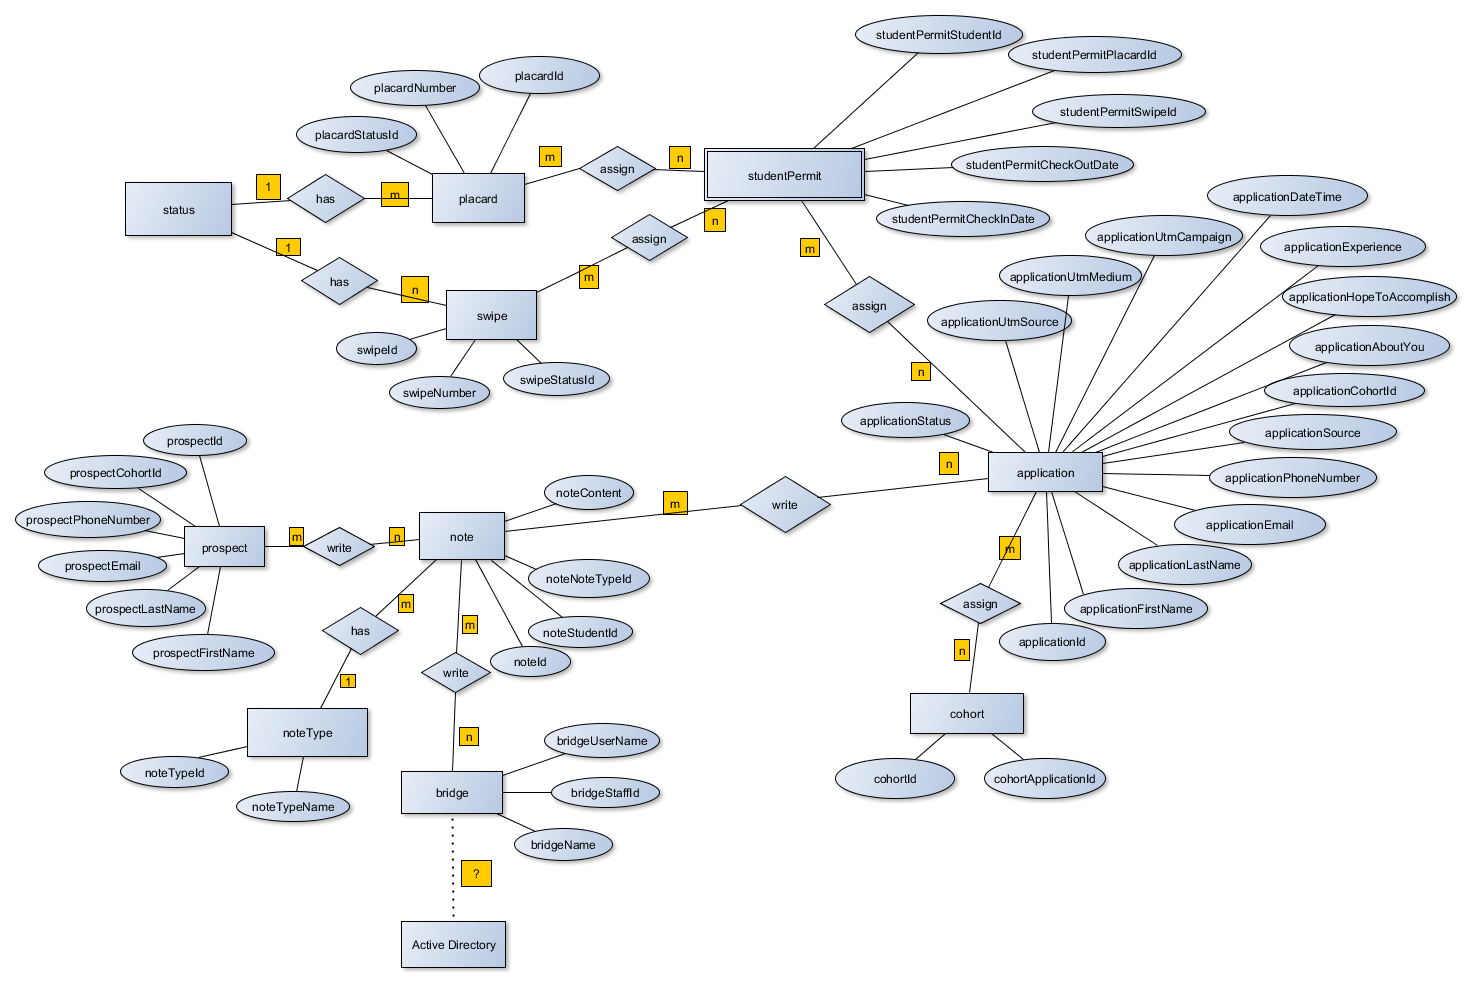 studentPermitStudentId
studentPermitPlacardId
placardId
placardNumber
studentPermitSwipeId
placardStatusId
m
n
assign
studentPermit
studentPermitCheckOutDate
1
has
m
placard
status
studentPermitCheckInDate
applicationDateTime
n
assign
applicationUtmCampaign
1
m
applicationExperience
has
n
m
applicationUtmMedium
assign
applicationHopeToAccomplish
swipe
applicationUtmSource
swipeId
applicationAboutYou
swipeStatusId
n
swipeNumber
applicationCohortId
applicationStatus
applicationSource
prospectId
n
prospectCohortId
application
applicationPhoneNumber
noteContent
m
write
prospectPhoneNumber
applicationEmail
m
n
note
prospect
write
m
prospectEmail
applicationLastName
noteNoteTypeId
m
assign
prospectLastName
applicationFirstName
has
m
noteStudentId
applicationId
prospectFirstName
n
noteId
write
1
cohort
noteType
n
bridgeUserName
noteTypeId
cohortId
cohortApplicationId
bridge
bridgeStaffId
noteTypeName
bridgeName
?
Active Directory